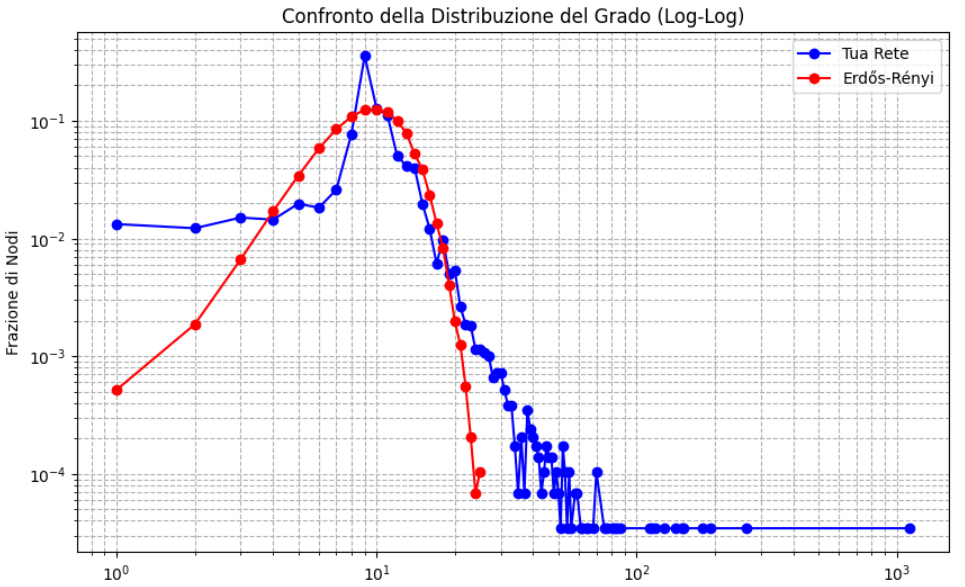 Confronto della Distribuzione del Grado (Log-Log)
Tua Rete
Erdős-Rényi
Frazione di Nodi
10⁻¹
10⁻²
10⁻³
10⁻⁴
10⁰ 10¹ 10² 10³